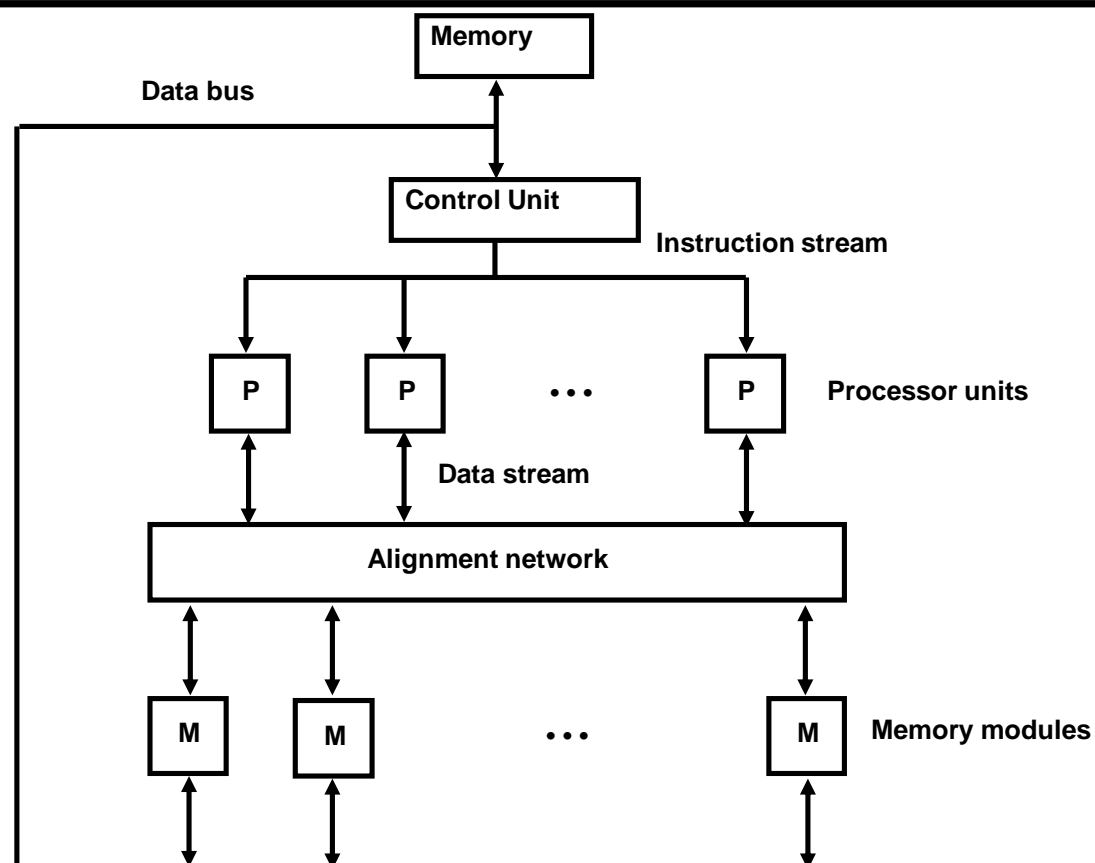 Memory
Data bus
Control Unit
Instruction stream
P P ... P Processor units
Data stream
Alignment network
M M ... M Memory modules